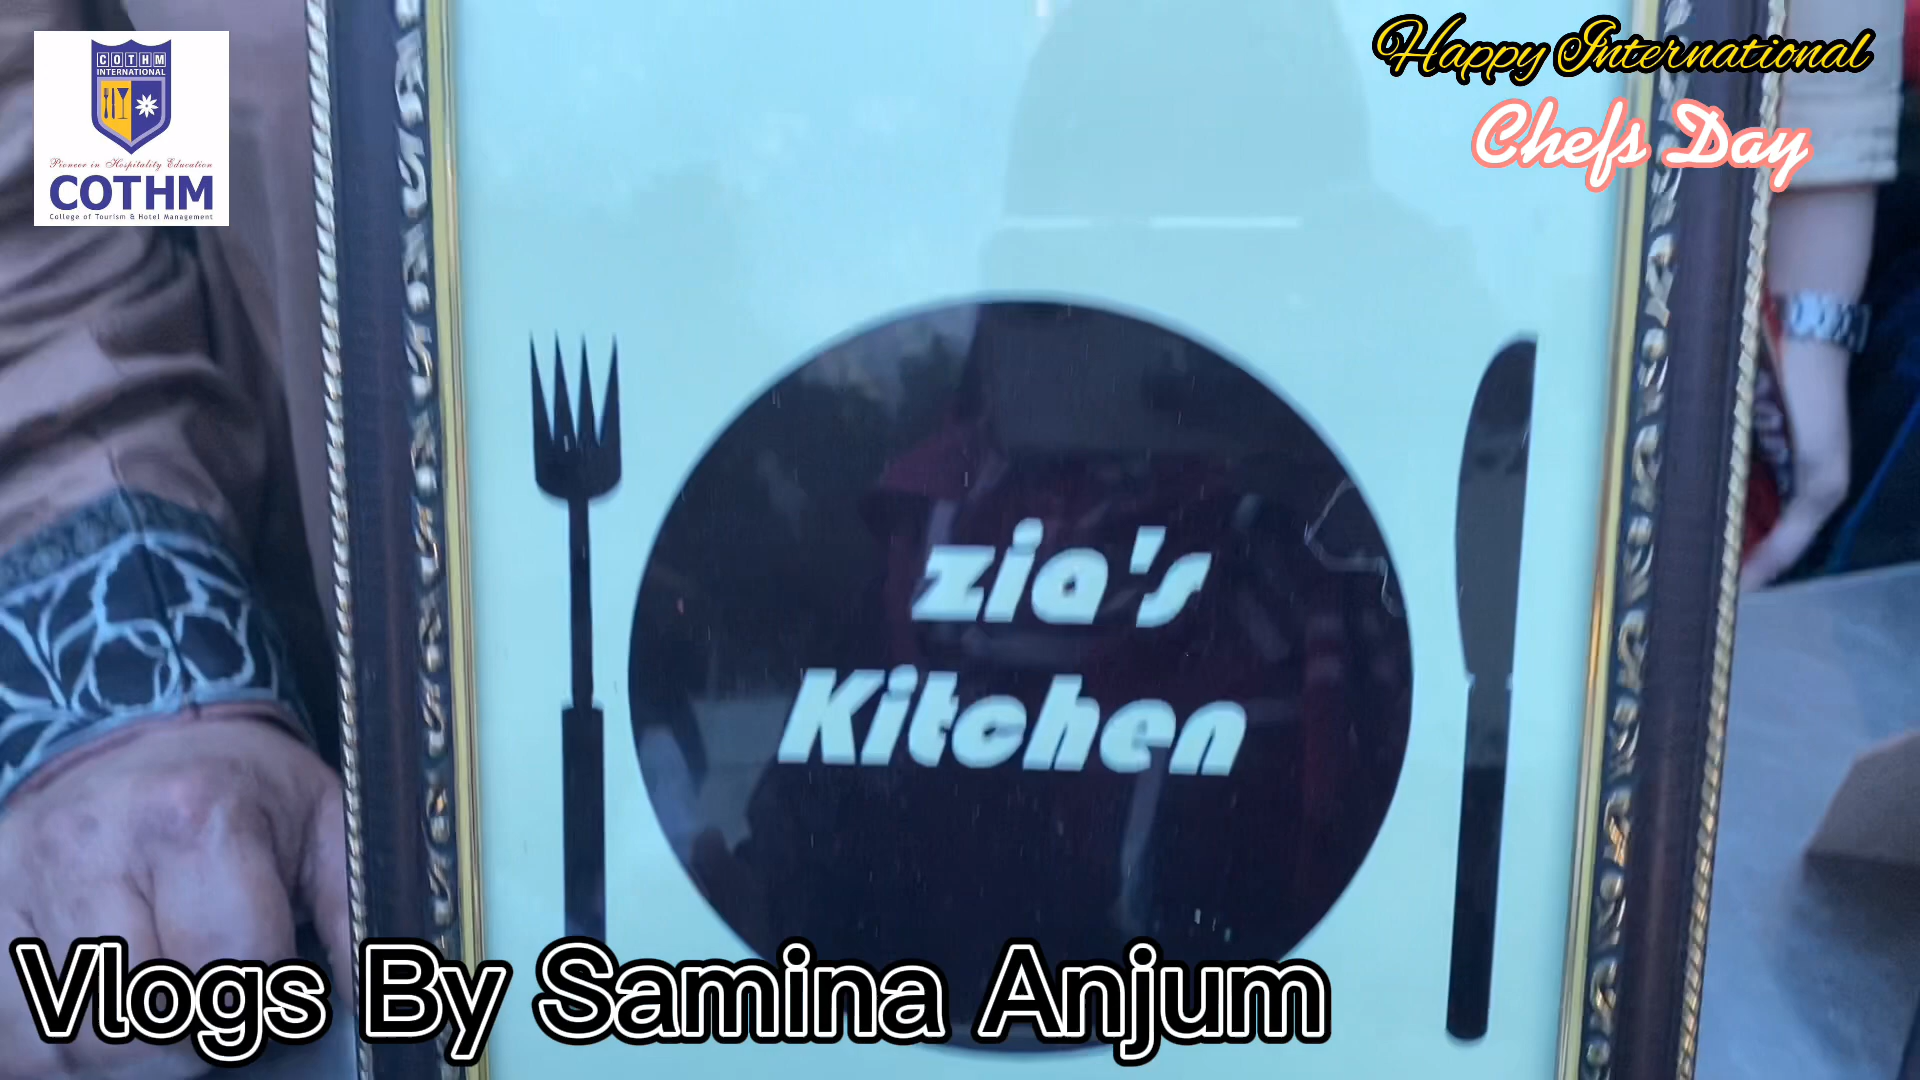 COTHM
INTERNATIONAL
Pioneer in Hospitality Education
COTHM
College of Tourism & Hotel Management
Happy International
Chefs Day
zia's
Kitchen
Vlogs By Samina Anjum